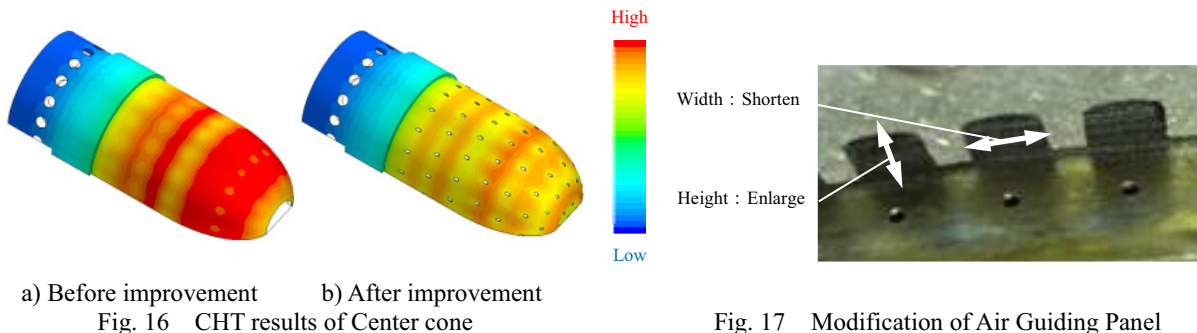 High
Low
a) Before improvement b) After improvement
Fig. 16 CHT results of Center cone
Width : Shorten
Height : Enlarge
Fig. 17 Modification of Air Guiding Panel